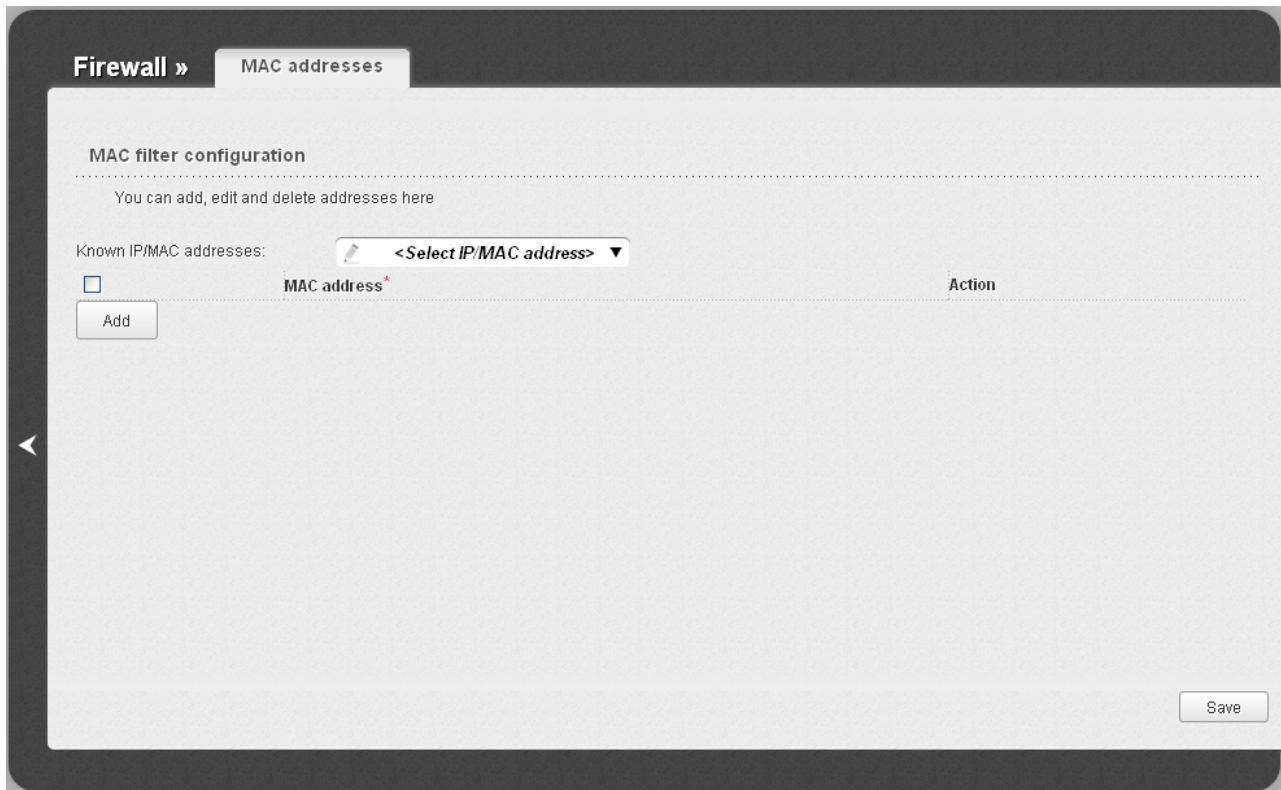 Firewall » MAC addresses
MAC filter configuration
You can add, edit and delete addresses here
Known IP/MAC addresses: <Select IP/MAC address> ▼
MAC address* Action
Add
Save